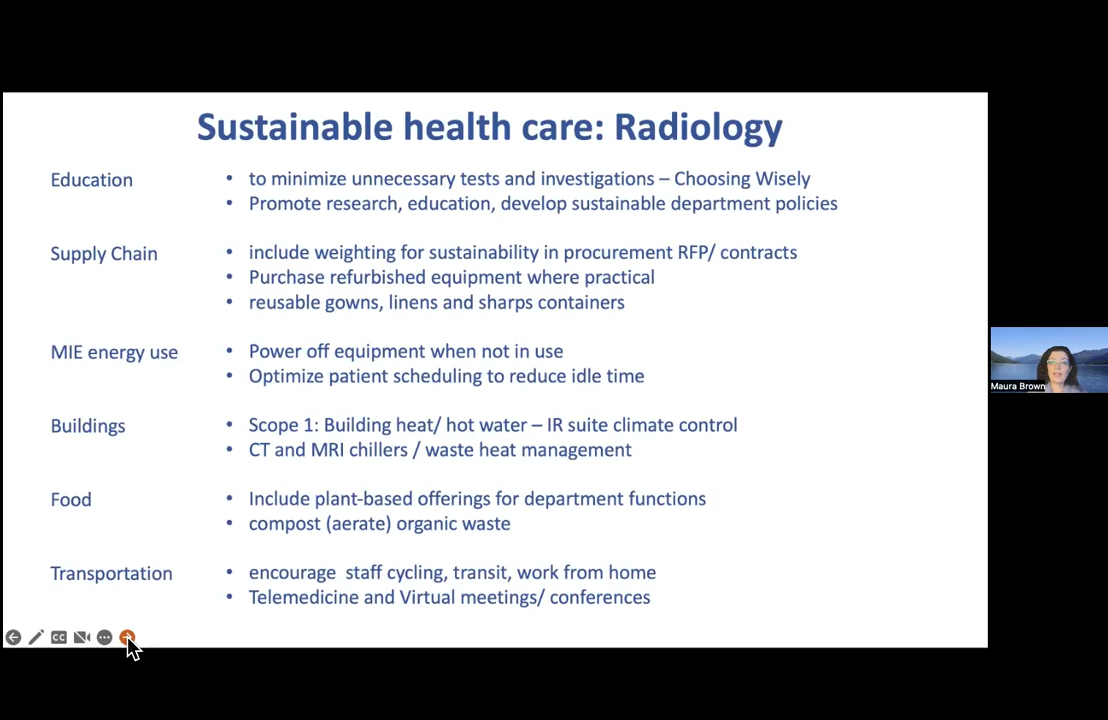 Sustainable health care: Radiology
Education
• to minimize unnecessary tests and investigations – Choosing Wisely
• Promote research, education, develop sustainable department policies
Supply Chain
• include weighting for sustainability in procurement RFP/ contracts
• Purchase refurbished equipment where practical
• reusable gowns, linens and sharps containers
MIE energy use
• Power off equipment when not in use
• Optimize patient scheduling to reduce idle time
Buildings
• Scope 1: Building heat/ hot water – IR suite climate control
• CT and MRI chillers / waste heat management
Food
• Include plant-based offerings for department functions
• compost (aerate) organic waste
Transportation
• encourage  staff cycling, transit, work from home
• Telemedicine and Virtual meetings/ conferences
CC
Maura Brown